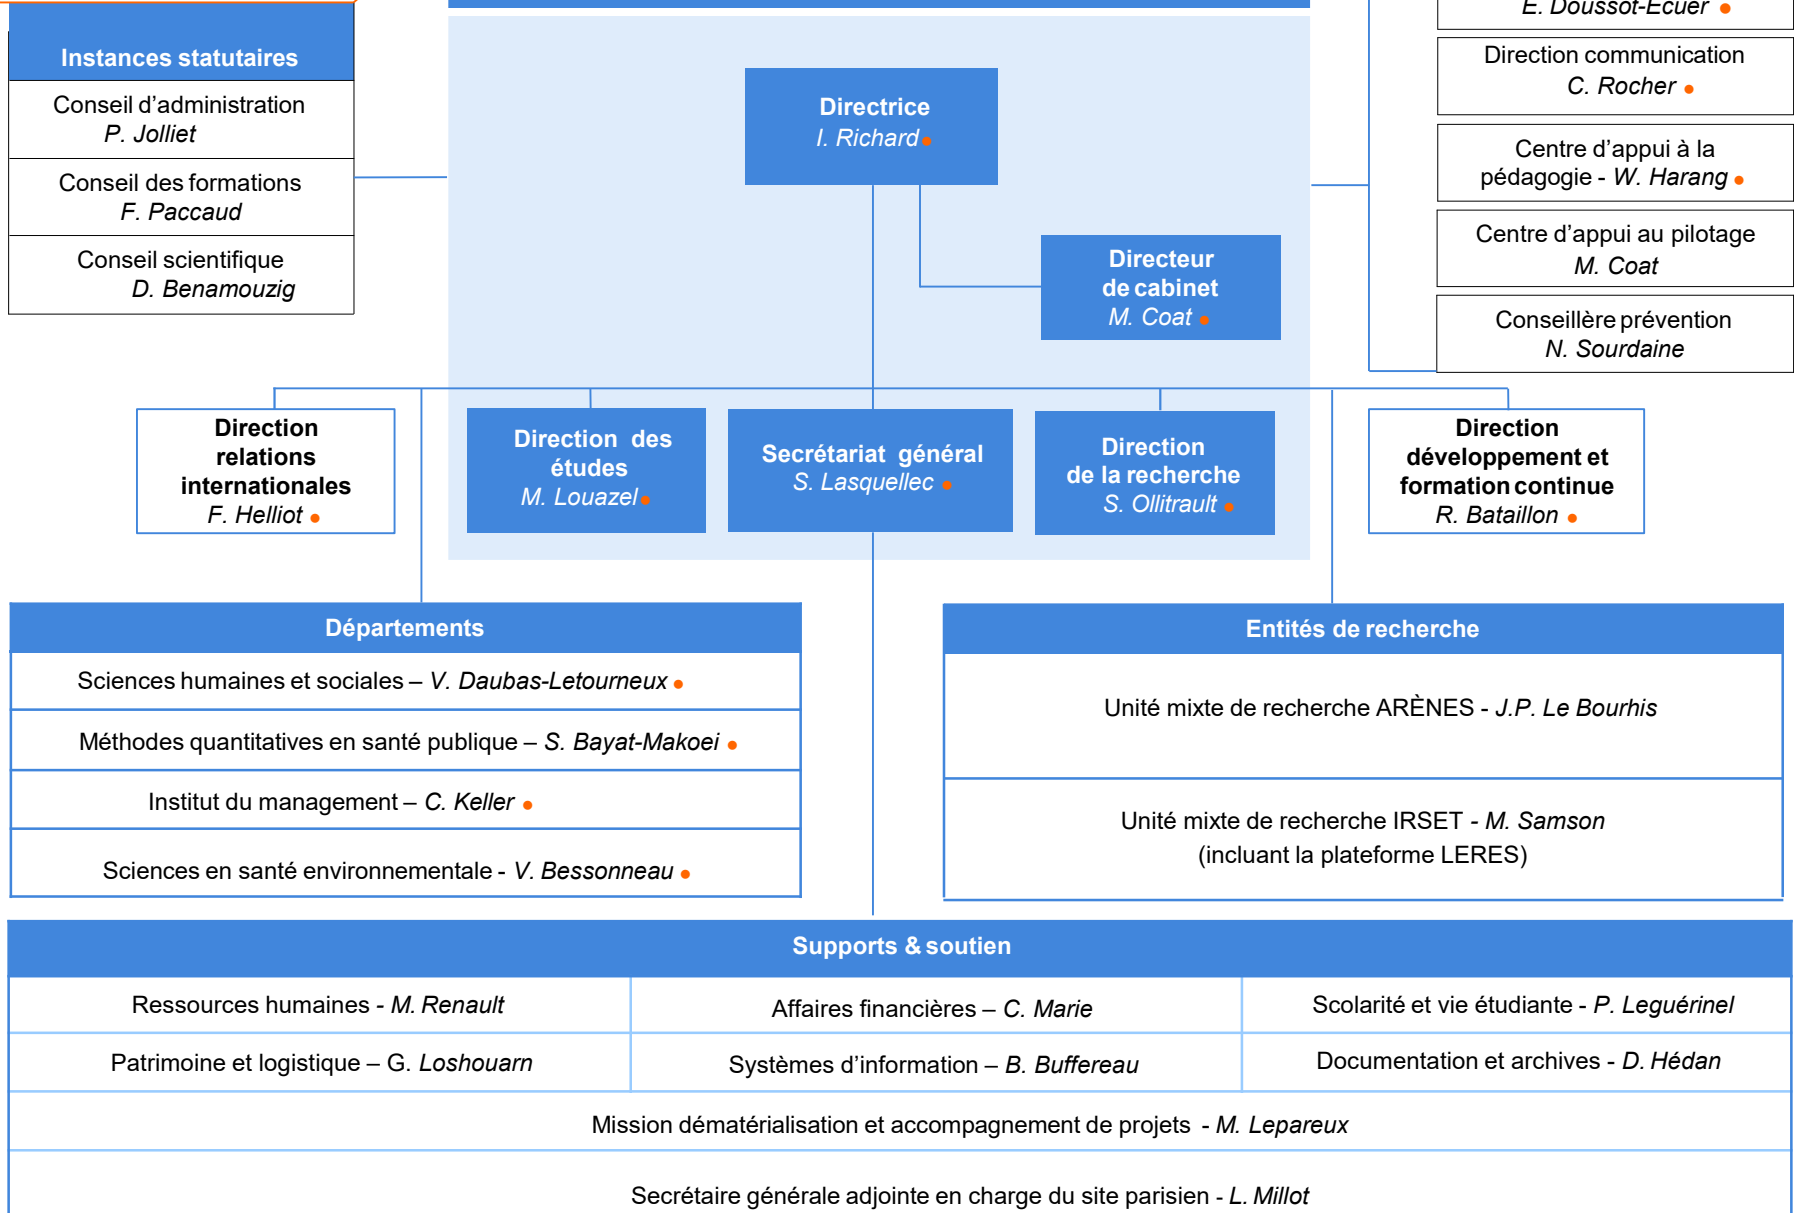 Instances statutaires
Conseil d’administration
P. Jolliet
Conseil des formations
F. Paccaud
Conseil scientifique
D. Benamouzig
Directrice
I. Richard
Directeur
de cabinet
M. Coat
E. Doussot-Ecuer
Direction communication
C. Rocher
Centre d’appui à la
pédagogie - W. Harang
Centre d’appui au pilotage
M. Coat
Conseillère prévention
N. Sourdaine
Direction
relations
internationales
F. Helliot
Direction des
études
M. Louazel
Secrétariat général
S. Lasquellec
Direction
de la recherche
S. Ollitrault
Direction
développement et
formation continue
R. Bataillon
Départements
Sciences humaines et sociales – V. Daubas-Letourneux
Méthodes quantitatives en santé publique – S. Bayat-Makoei
Institut du management – C. Keller
Sciences en santé environnementale - V. Bessonneau
Entités de recherche
Unité mixte de recherche ARÈNES - J.P. Le Bourhis
Unité mixte de recherche IRSET - M. Samson
(incluant la plateforme LERES)
Supports & soutien
Ressources humaines - M. Renault
Affaires financières – C. Marie
Scolarité et vie étudiante - P. Leguérinel
Patrimoine et logistique – G. Loshouarn
Systèmes d’information – B. Buffereau
Documentation et archives - D. Hédan
Mission dématérialisation et accompagnement de projets - M. Lepareux
Secrétaire générale adjointe en charge du site parisien - L. Millot